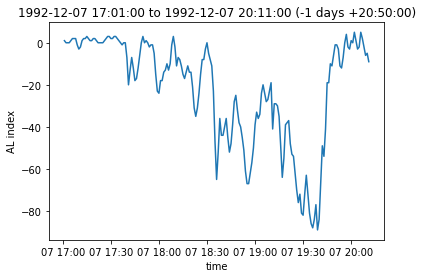 1992-12-07 17:01:00 to 1992-12-07 20:11:00 (-1 days +20:50:00)
0
−20
−40
−60
−80
AL index
07 17:00 07 17:30 07 18:00 07 18:30 07 19:00 07 19:30 07 20:00
time